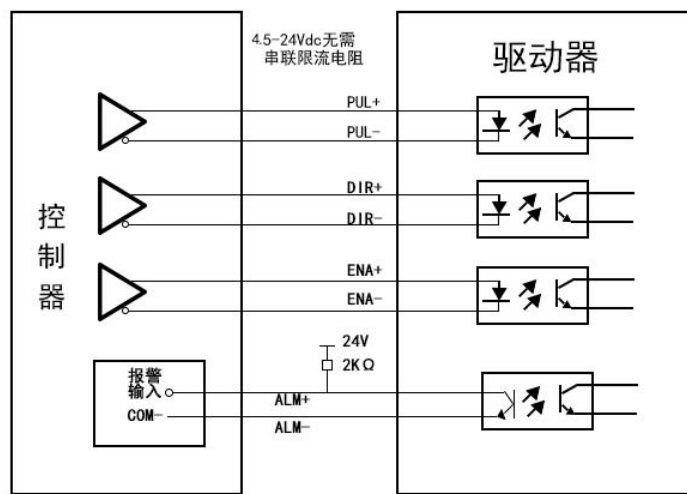 4.5-24Vdc无需
串联限流电阻
驱动器
PUL+
PUL-
DIR+
DIR-
控制器
ENA+
ENA-
24V
2KΩ
报警
输入
ALM+
COM-
ALM-